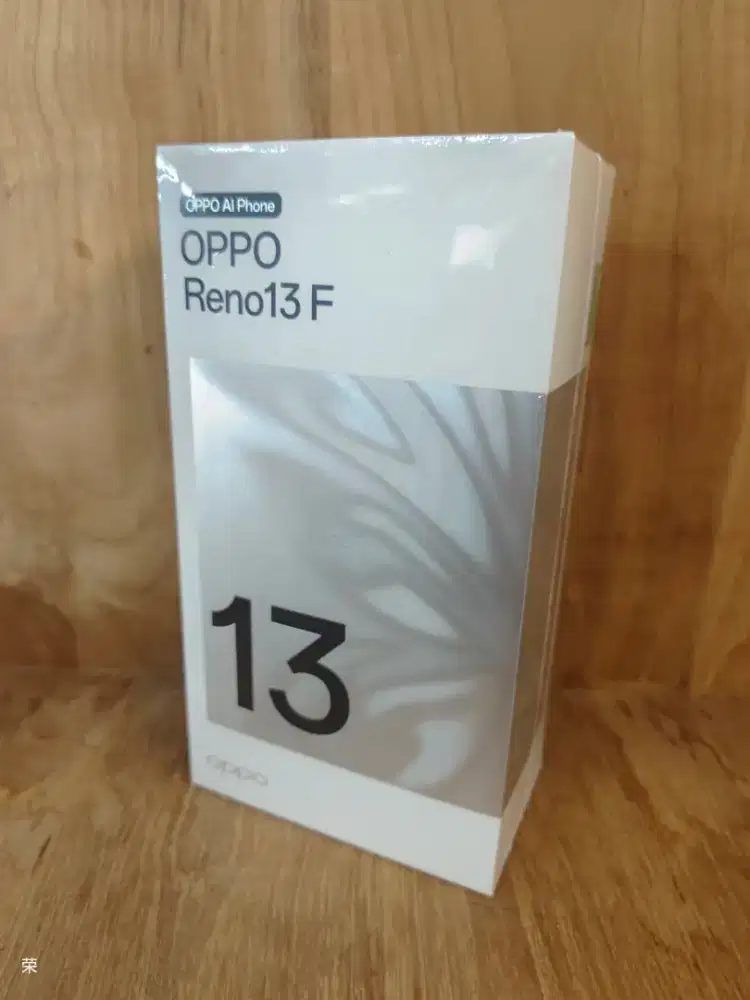 OPPO AI Phone
OPPO
Reno13 F
13
oppo
荣